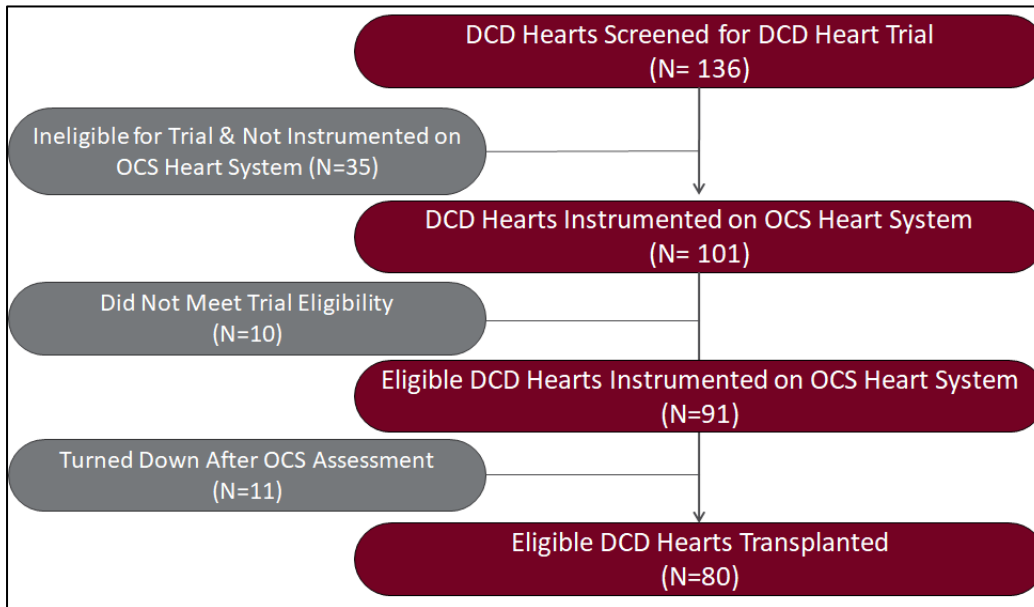 DCD Hearts Screened for DCD Heart Trial
(N= 136)
Ineligible for Trial & Not Instrumented on
OCS Heart System (N=35)
DCD Hearts Instrumented on OCS Heart System
(N= 101)
Did Not Meet Trial Eligibility
(N=10)
Eligible DCD Hearts Instrumented on OCS Heart System
(N=91)
Turned Down After OCS Assessment
(N=11)
Eligible DCD Hearts Transplanted
(N=80)